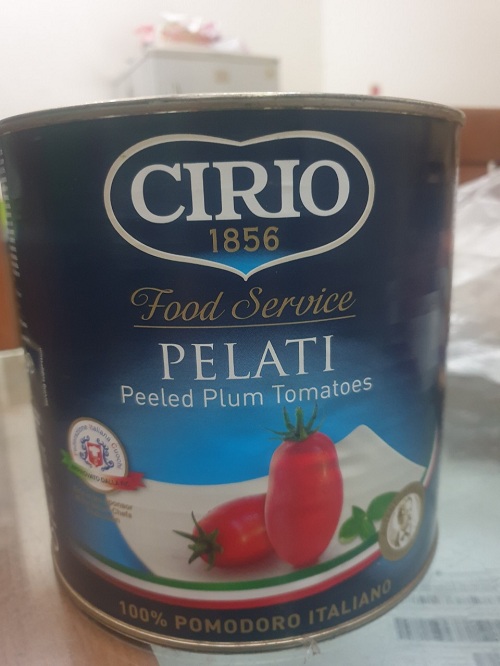 CIRIO
1856
Food Service
PELATI
Peeled Plum Tomatoes
100% POMODORO ITALIANO